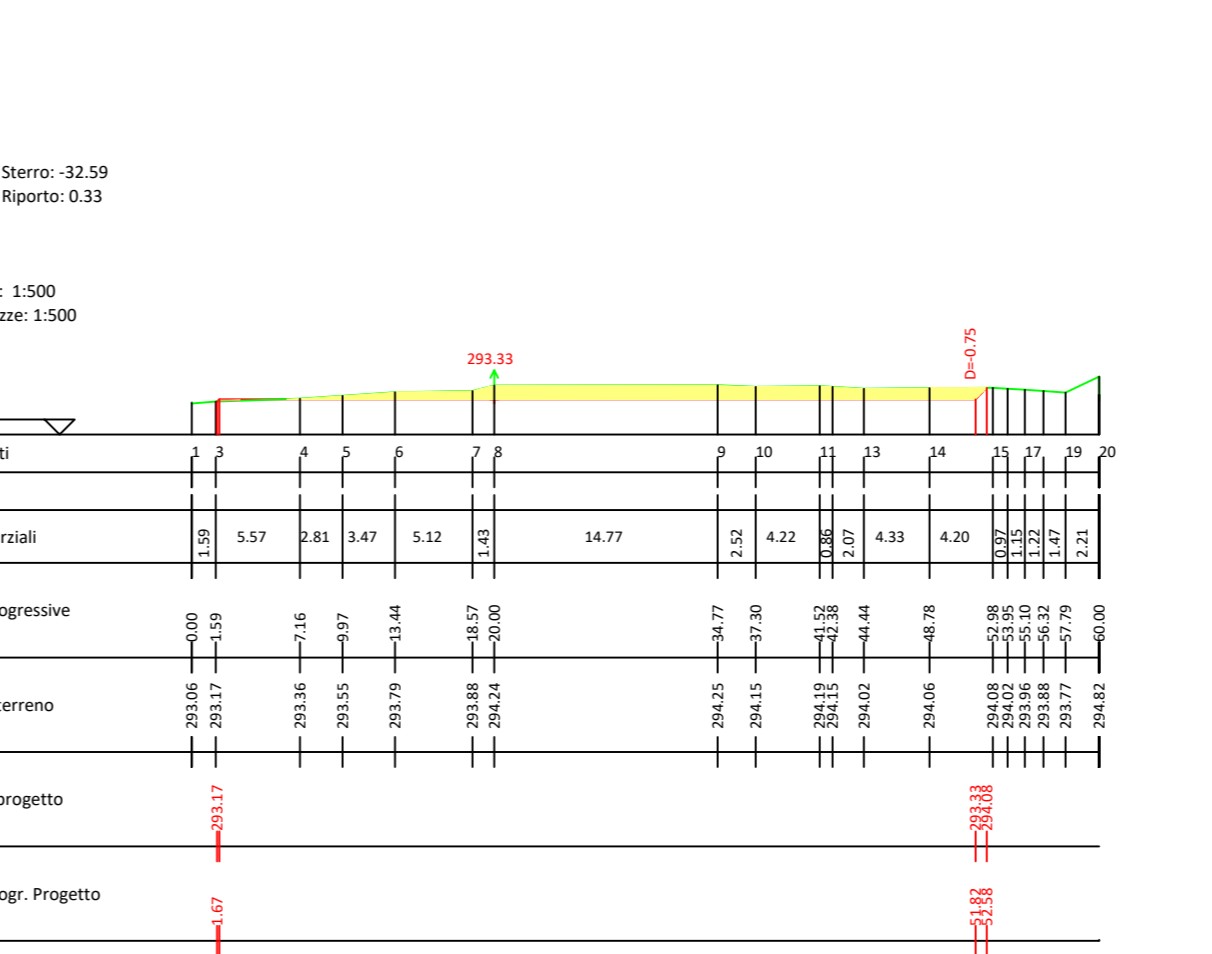 Sterro: -32.59
Riporto: 0.33
: 1:500
zze: 1:500
293.33
D=-0.75
ti 1 3 4 5 6 7 8 9 10 11 13 14 15 17 19 20
rziali 1.59 5.57 2.81 3.47 5.12 1.43 14.77 2.52 4.22 0.86 2.07 4.33 4.20 0.97 1.15 1.22 1.47 2.21
ogressive 0.00 1.59 7.16 9.97 13.44 18.57 20.00 34.77 37.30 41.52 42.38 44.44 48.78 52.98 53.95 55.10 56.32 57.79 60.00
terreno 293.06 293.17 293.36 293.55 293.79 293.88 294.24 294.25 294.15 294.19 294.15 294.02 294.06 294.08 294.02 293.96 293.88 293.77 294.82
progetto 293.17 293.33 294.08
ogr. Progetto 1.67 51.82 52.58